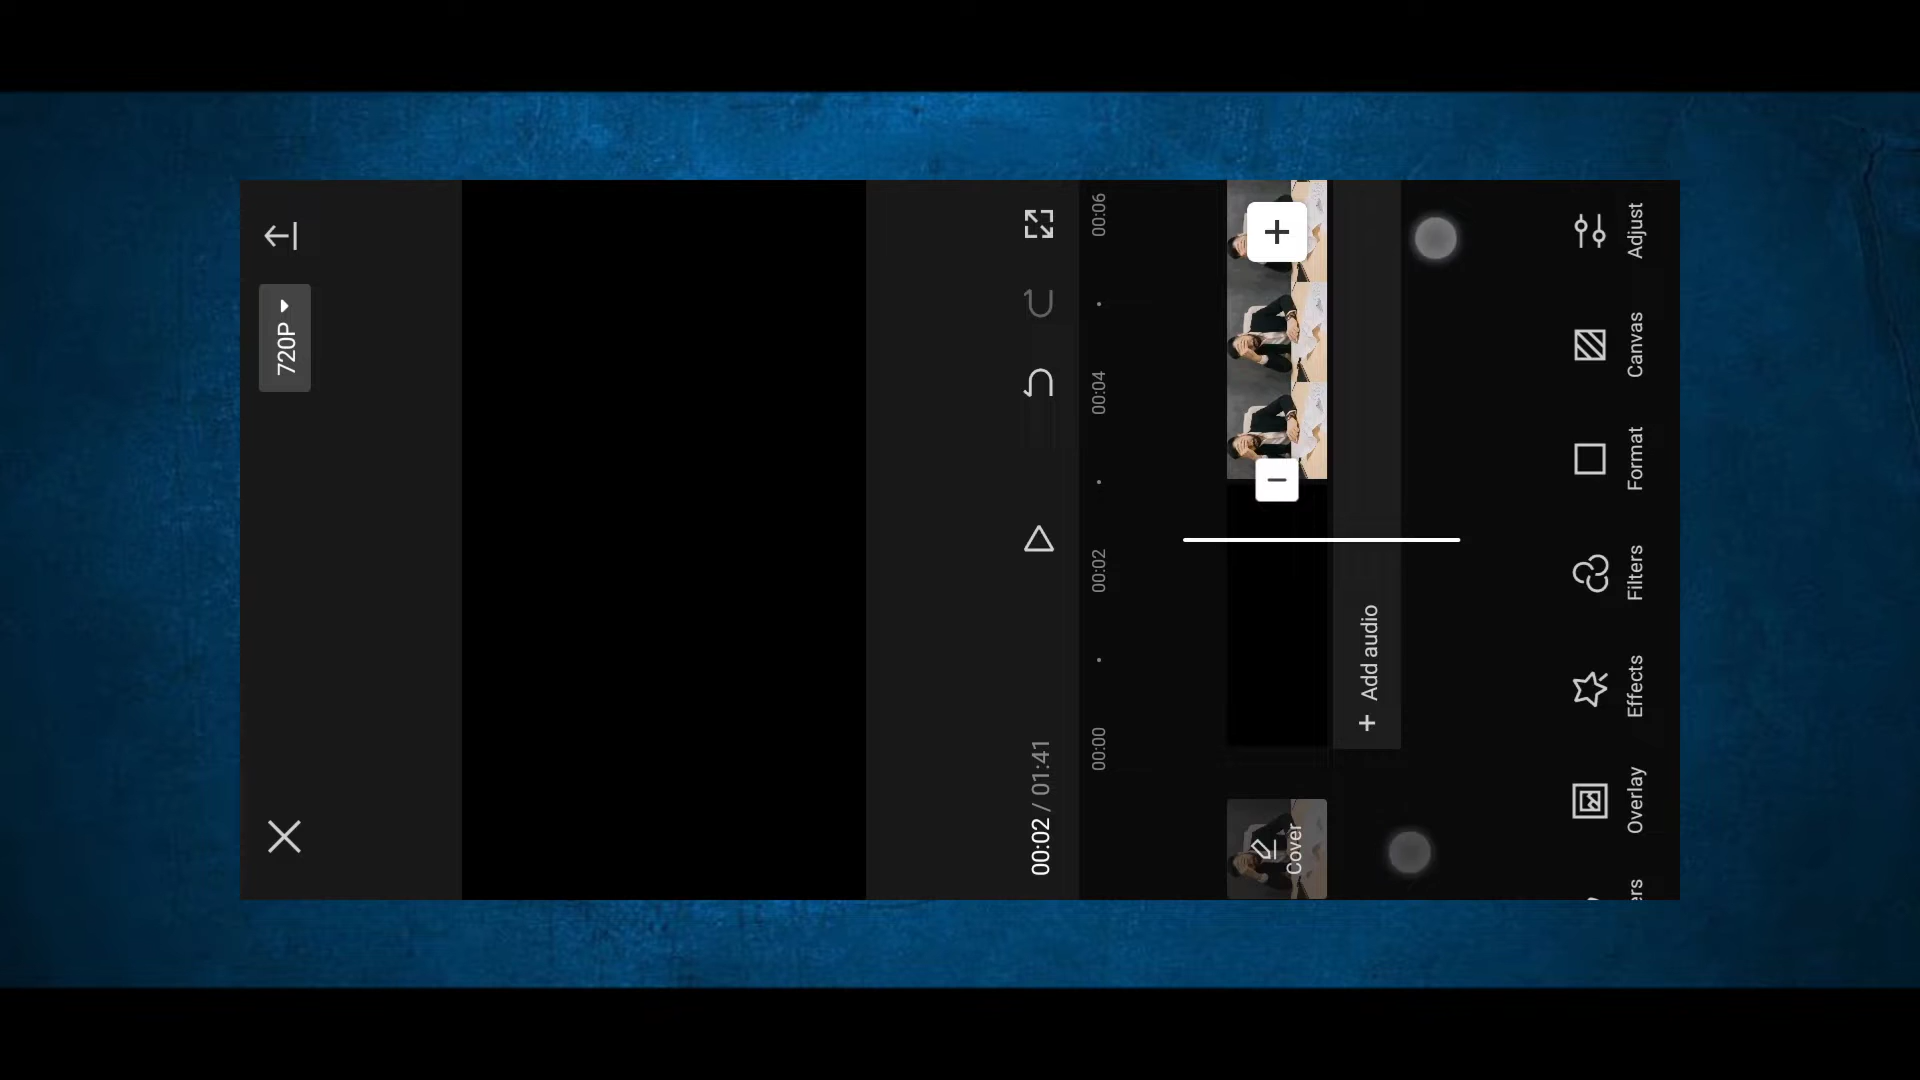 720P
00:02 / 01:41
00:00
00:02
00:04
00:06
Cover
+ Add audio
ers
Overlay
Effects
Filters
Format
Canvas
Adjust